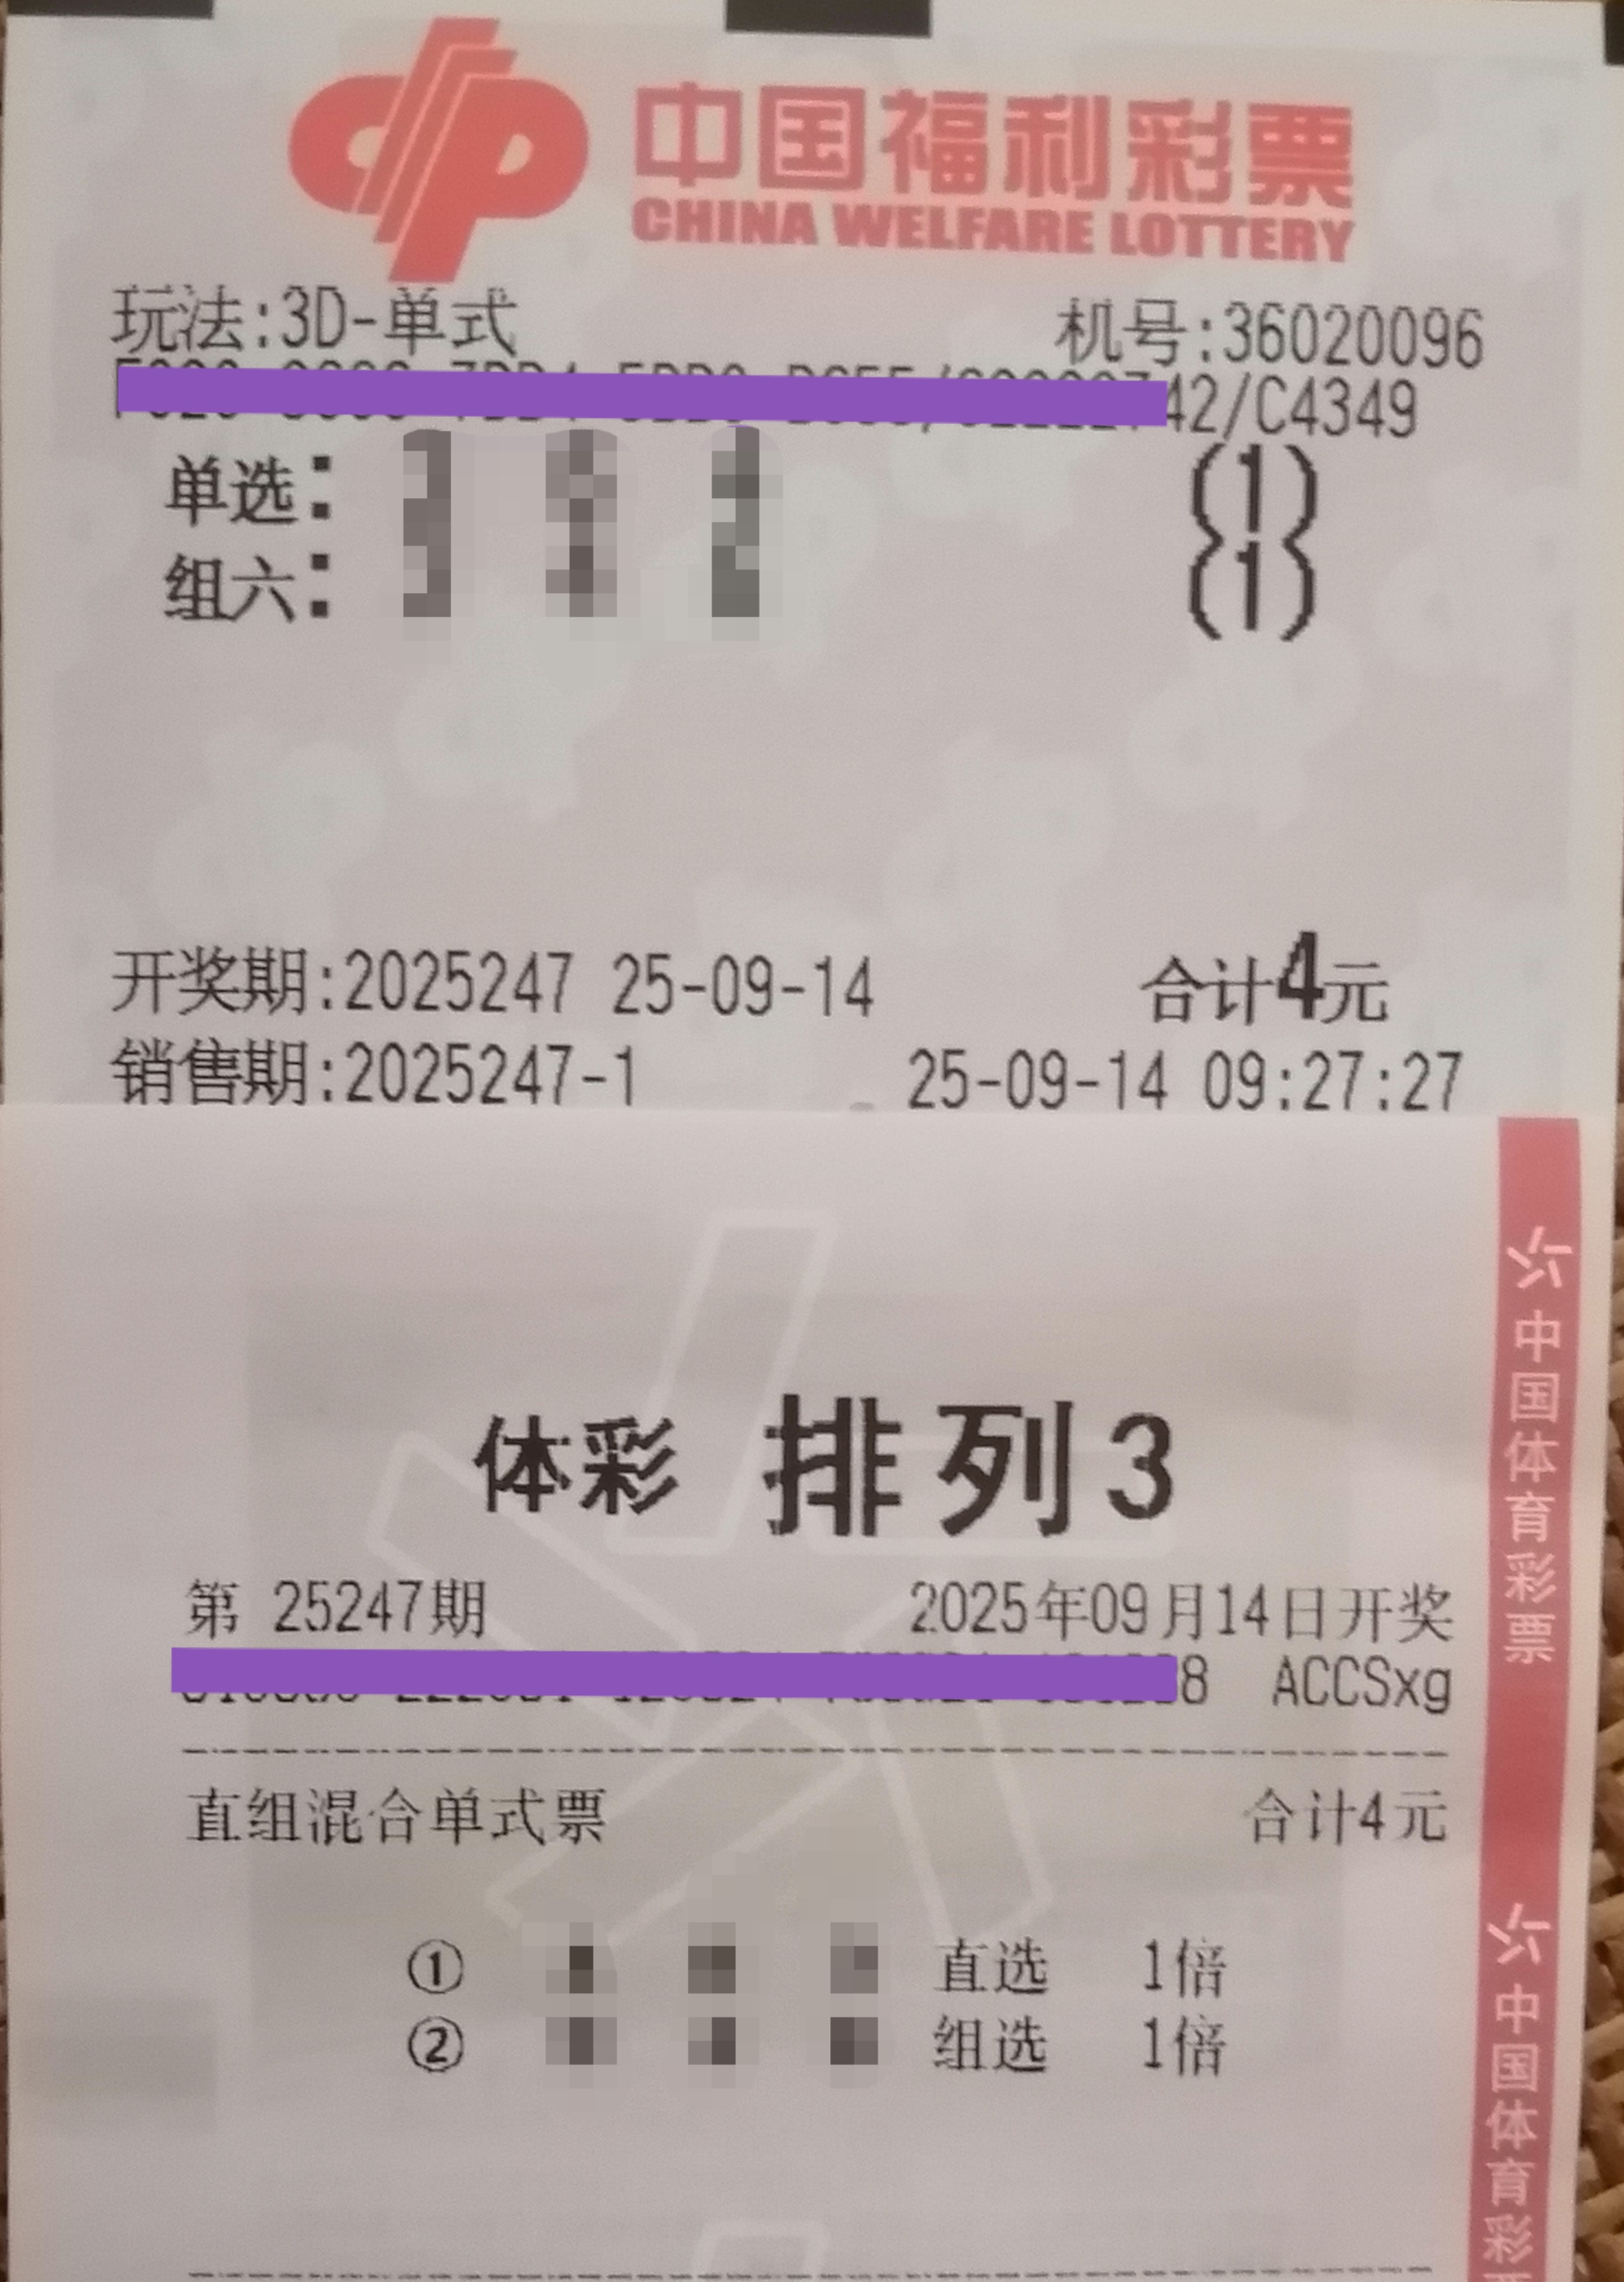 中国福利彩票
CHINA WELFARE LOTTERY
玩法:3D-单式 机号:36020096
42/C4349
单选: (1)
组六: (1)
开奖期:2025247 25-09-14 合计4元
销售期:2025247-1 25-09-14 09:27:27
体彩 排列3
第 25247期 2025年09月14日开奖
8 ACCSxg
直组混合单式票 合计4元
① 直选 1倍
② 组选 1倍
中国体育彩票
中国体育彩